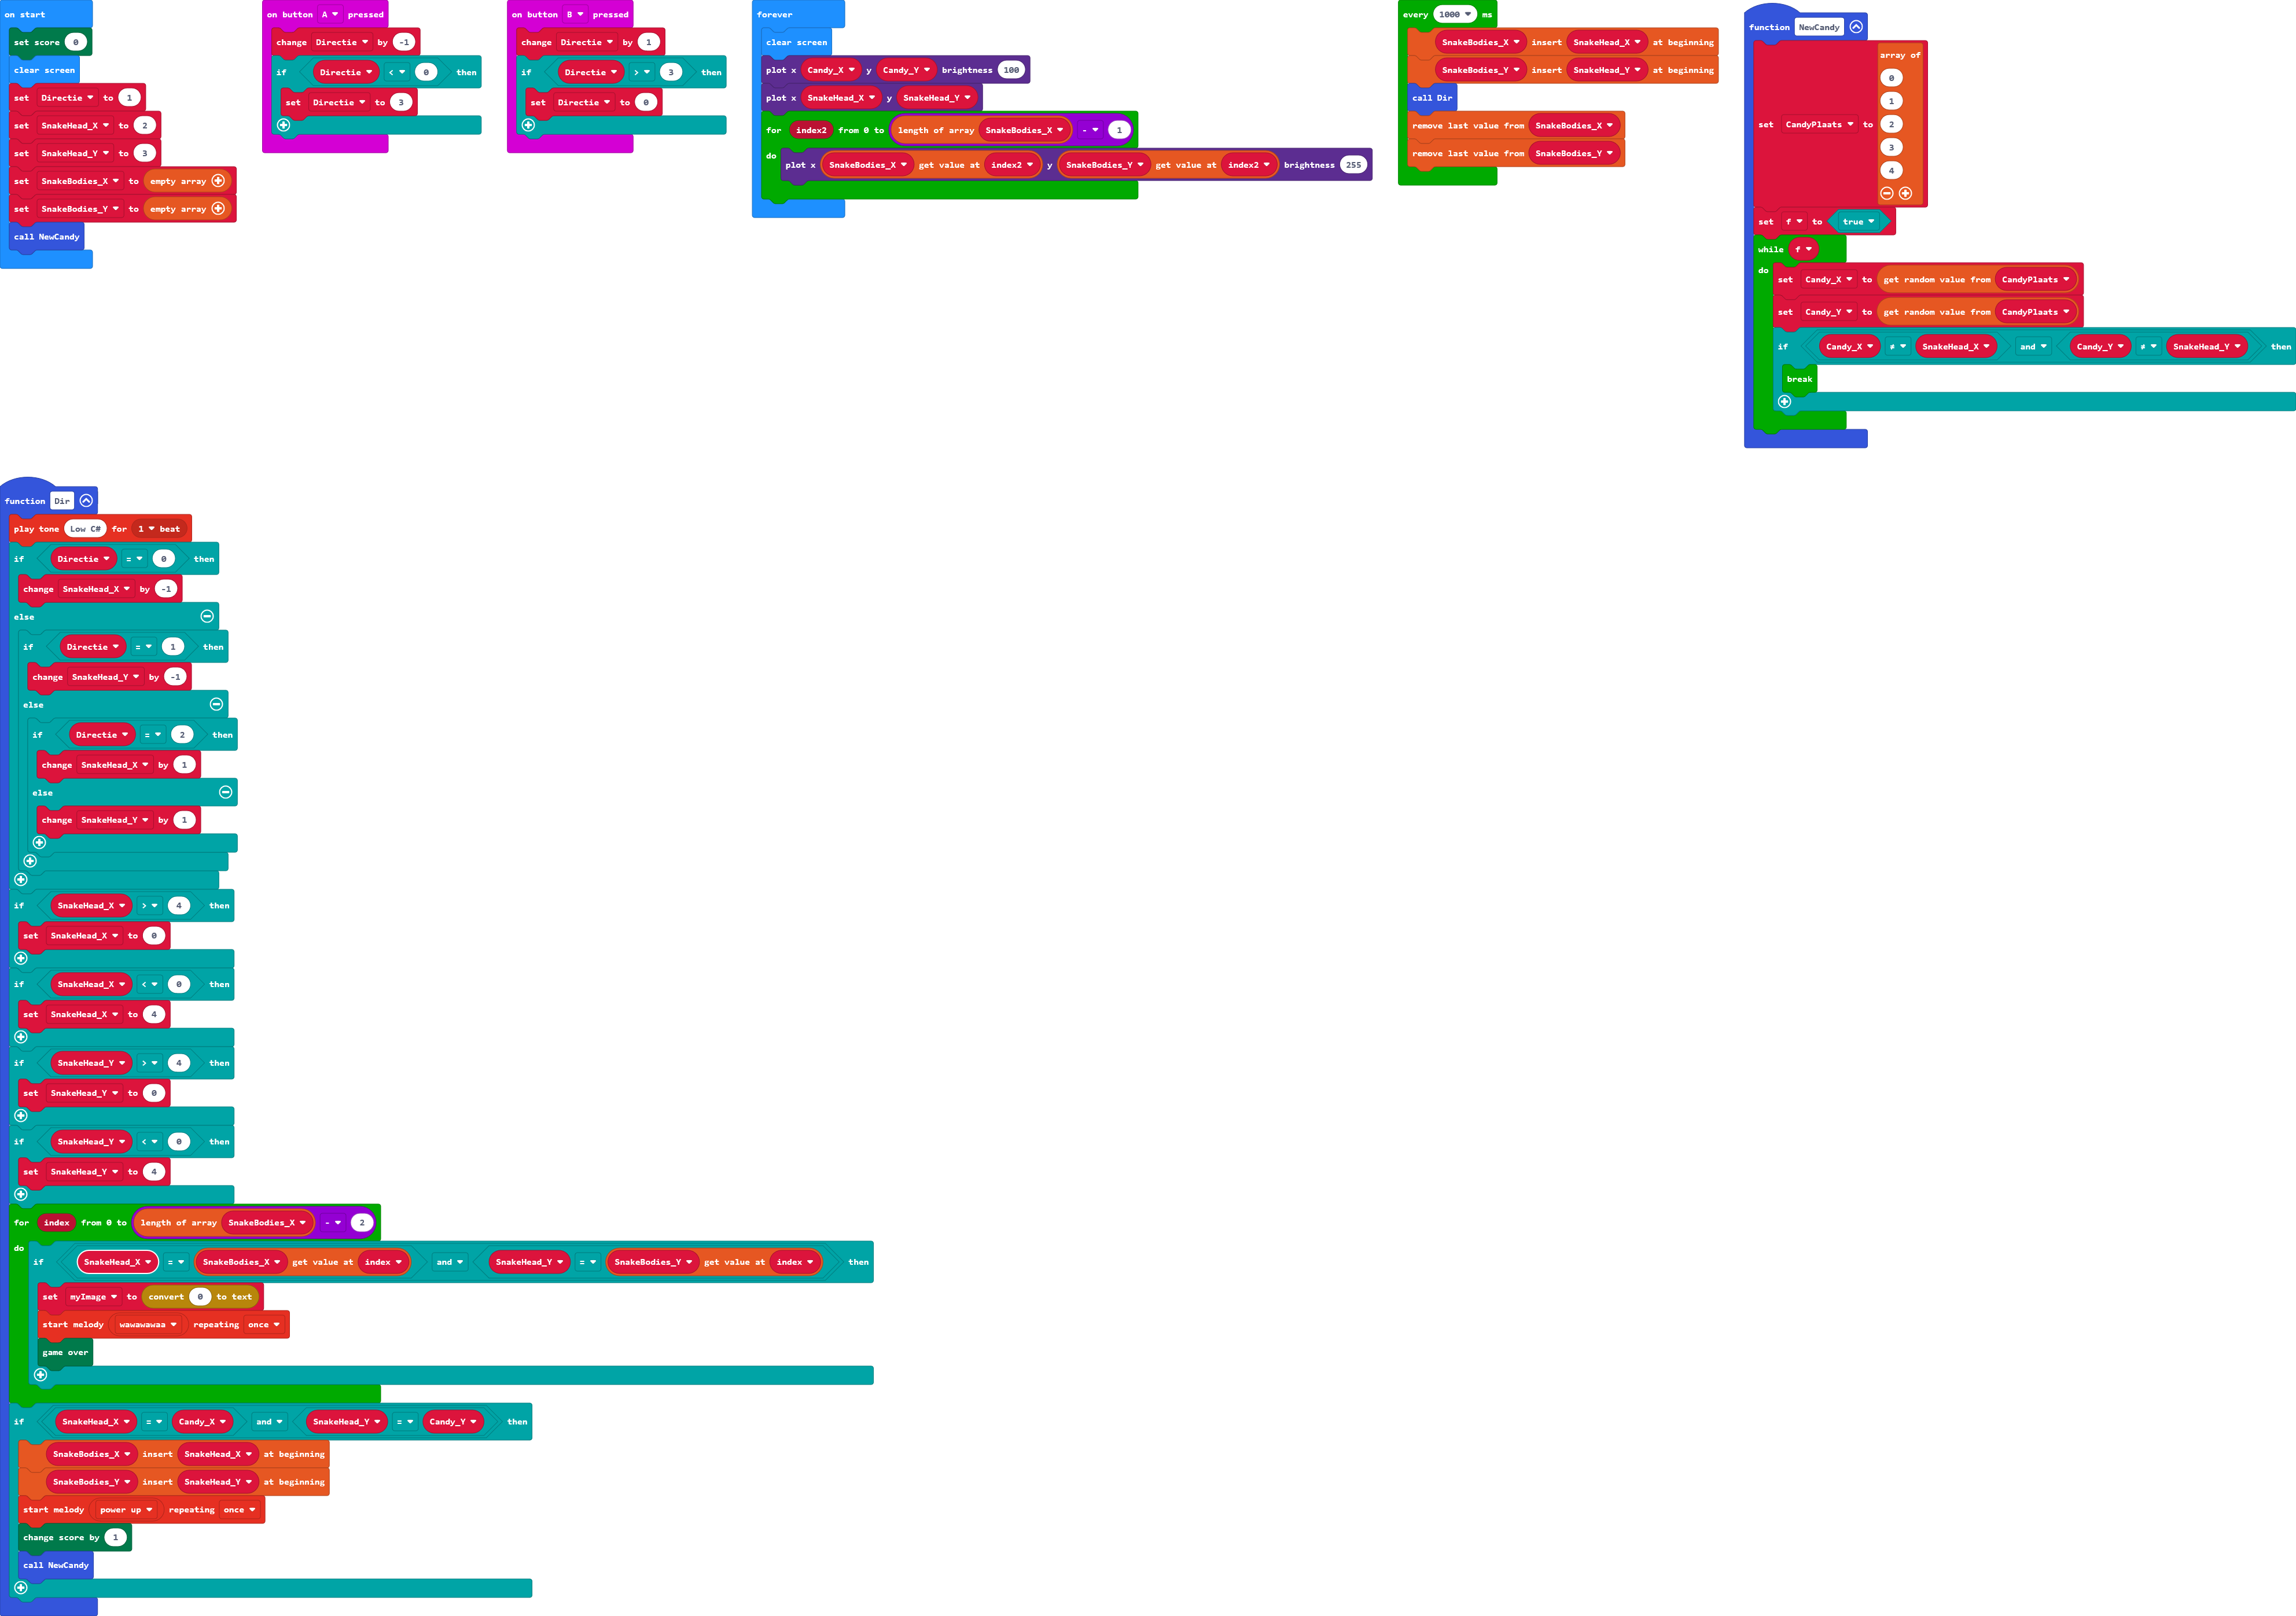 on start
set score 0
clear screen
set Directie to 1
set SnakeHead_X to 2
set SnakeHead_Y to 3
set SnakeBodies_X to empty array
set SnakeBodies_Y to empty array
call NewCandy
on button A pressed
change Directie by -1
if Directie < 0 then
set Directie to 3
on button B pressed
change Directie by 1
if Directie > 3 then
set Directie to 0
forever
clear screen
plot x Candy_X y Candy_Y brightness 100
plot x SnakeHead_X y SnakeHead_Y
for index2 from 0 to length of array SnakeBodies_X - 1
do
plot x SnakeBodies_X get value at index2 y SnakeBodies_Y get value at index2 brightness 255
every 1000 ms
SnakeBodies_X insert SnakeHead_X at beginning
SnakeBodies_Y insert SnakeHead_Y at beginning
call Dir
remove last value from SnakeBodies_X
remove last value from SnakeBodies_Y
function NewCandy
set CandyPlaats to array of
0
1
2
3
4
set f to true
while f
do
set Candy_X to get random value from CandyPlaats
set Candy_Y to get random value from CandyPlaats
if Candy_X ≠ SnakeHead_X and Candy_Y ≠ SnakeHead_Y then
break
function Dir
play tone Low C# for 1 beat
if Directie = 0 then
change SnakeHead_X by -1
else
if Directie = 1 then
change SnakeHead_Y by -1
else
if Directie = 2 then
change SnakeHead_X by 1
else
change SnakeHead_Y by 1
if SnakeHead_X > 4 then
set SnakeHead_X to 0
if SnakeHead_X < 0 then
set SnakeHead_X to 4
if SnakeHead_Y > 4 then
set SnakeHead_Y to 0
if SnakeHead_Y < 0 then
set SnakeHead_Y to 4
for index from 0 to length of array SnakeBodies_X - 2
do
if SnakeHead_X = SnakeBodies_X get value at index and SnakeHead_Y = SnakeBodies_Y get value at index then
set myImage to convert 0 to text
start melody wawawawaa repeating once
game over
if SnakeHead_X = Candy_X and SnakeHead_Y = Candy_Y then
SnakeBodies_X insert SnakeHead_X at beginning
SnakeBodies_Y insert SnakeHead_Y at beginning
start melody power up repeating once
change score by 1
call NewCandy